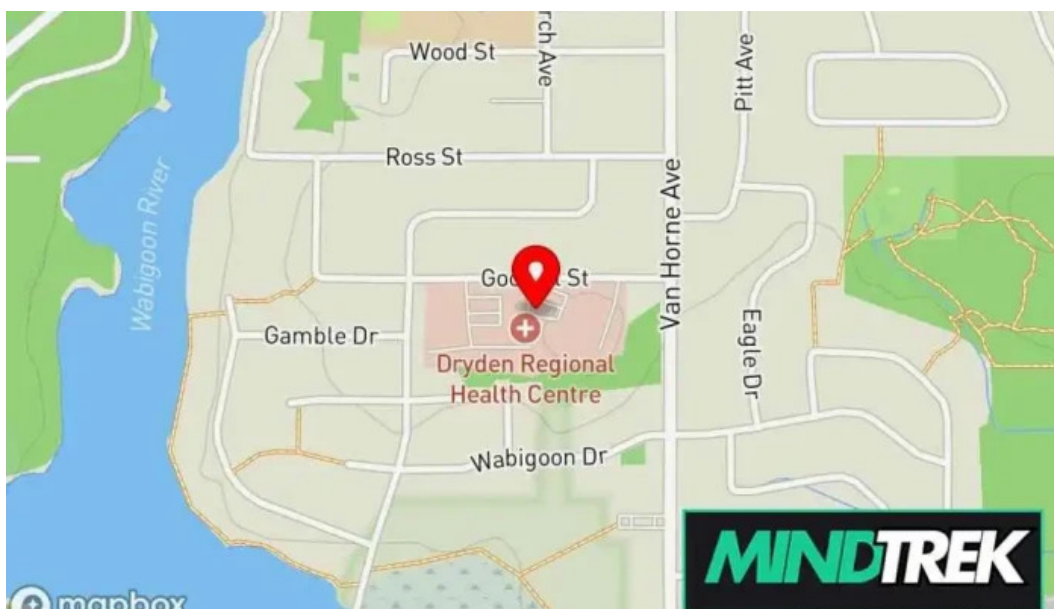 Wood St
rch Ave
Pitt Ave
Ross St
Wabigoon River
Van Horne Ave
St
Gamble Dr
Eagle Dr
Dryden Regional
Health Centre
Wabigoon Dr
MINDTREK
mapbox